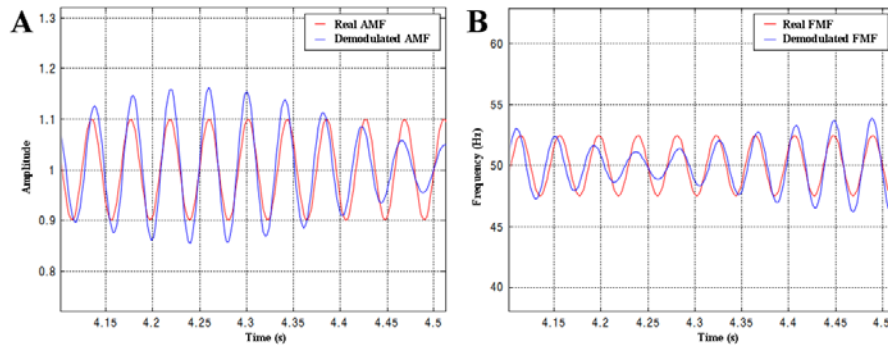 A
1.3
1.2
1.1
1
0.9
0.8
Amplitude
Real AMF
Demodulated AMF
4.15 4.2 4.25 4.3 4.35 4.4 4.45 4.5
Time (s)
B
60
55
50
45
40
Frequency (Hz)
Real FMF
Demodulated FMF
4.15 4.2 4.25 4.3 4.35 4.4 4.45 4.5
Time (s)